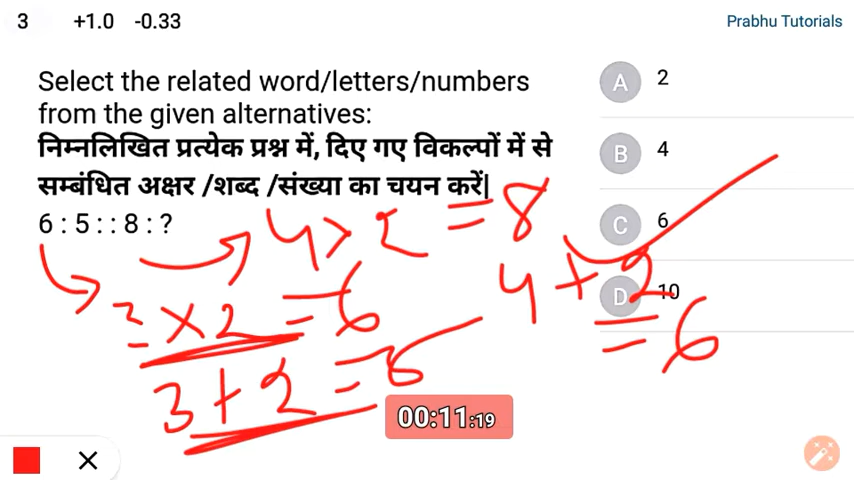 3 +1.0 -0.33 Prabhu Tutorials
Select the related word/letters/numbers
from the given alternatives:
निम्नलिखित प्रत्येक प्रश्न में, दिए गए विकल्पों में से
सम्बंधित अक्षर /शब्द /संख्या का चयन करें|
6 : 5 : : 8 : ?
A 2
B 4
C 6
D 10
4 × 2 = 8
3 × 2 = 6
3 + 2 = 5
4 + 2
= 6
00:11:19